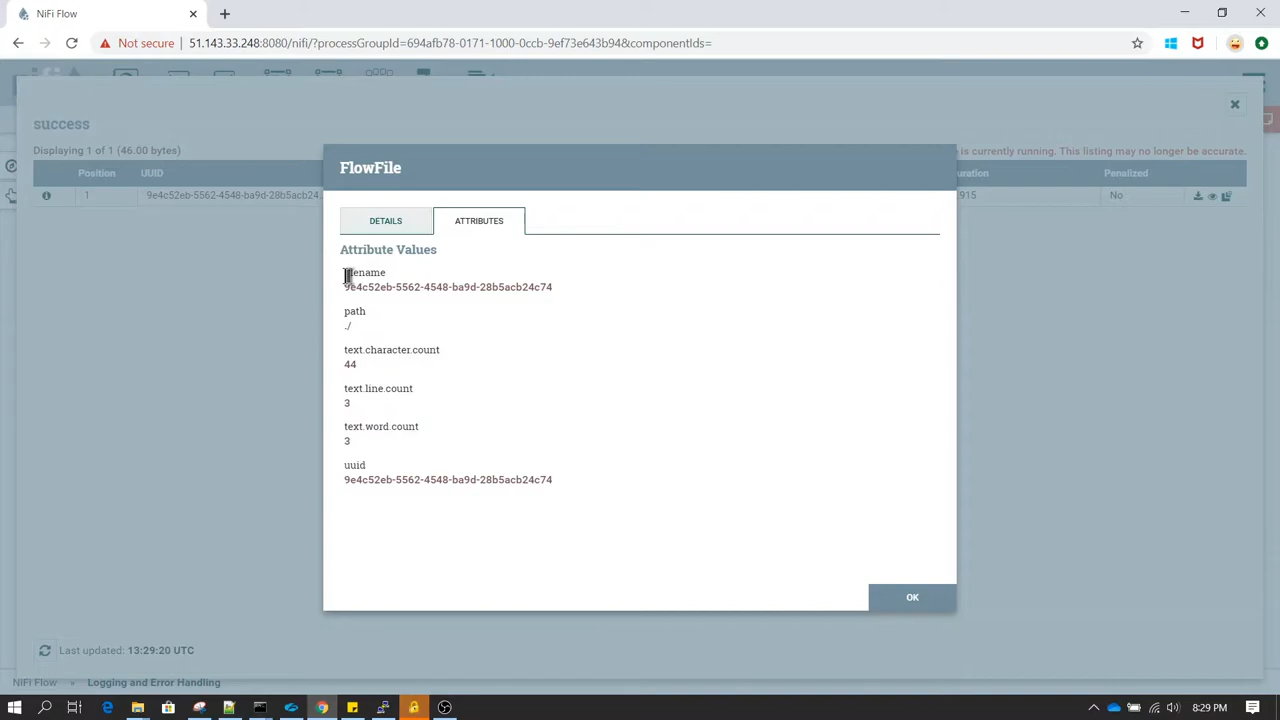 NiFi Flow
Not secure
51.143.33.248:8080/nifi/?processGroupId=694afb78-0171-1000-0ccb-9ef73e643b94&componentIds=
success
Displaying 1 of 1 (46.00 bytes)
is currently running. This listing may no longer be accurate.
Position UUID Penalized
1 9e4c52eb-5562-4548-ba9d-28b5acb24... .915 No
FlowFile
DETAILS ATTRIBUTES
Attribute Values
filename
9e4c52eb-5562-4548-ba9d-28b5acb24c74
path
./
text.character.count
44
text.line.count
3
text.word.count
3
uuid
9e4c52eb-5562-4548-ba9d-28b5acb24c74
OK
Last updated: 13:29:20 UTC
NiFi Flow » Logging and Error Handling
8:29 PM